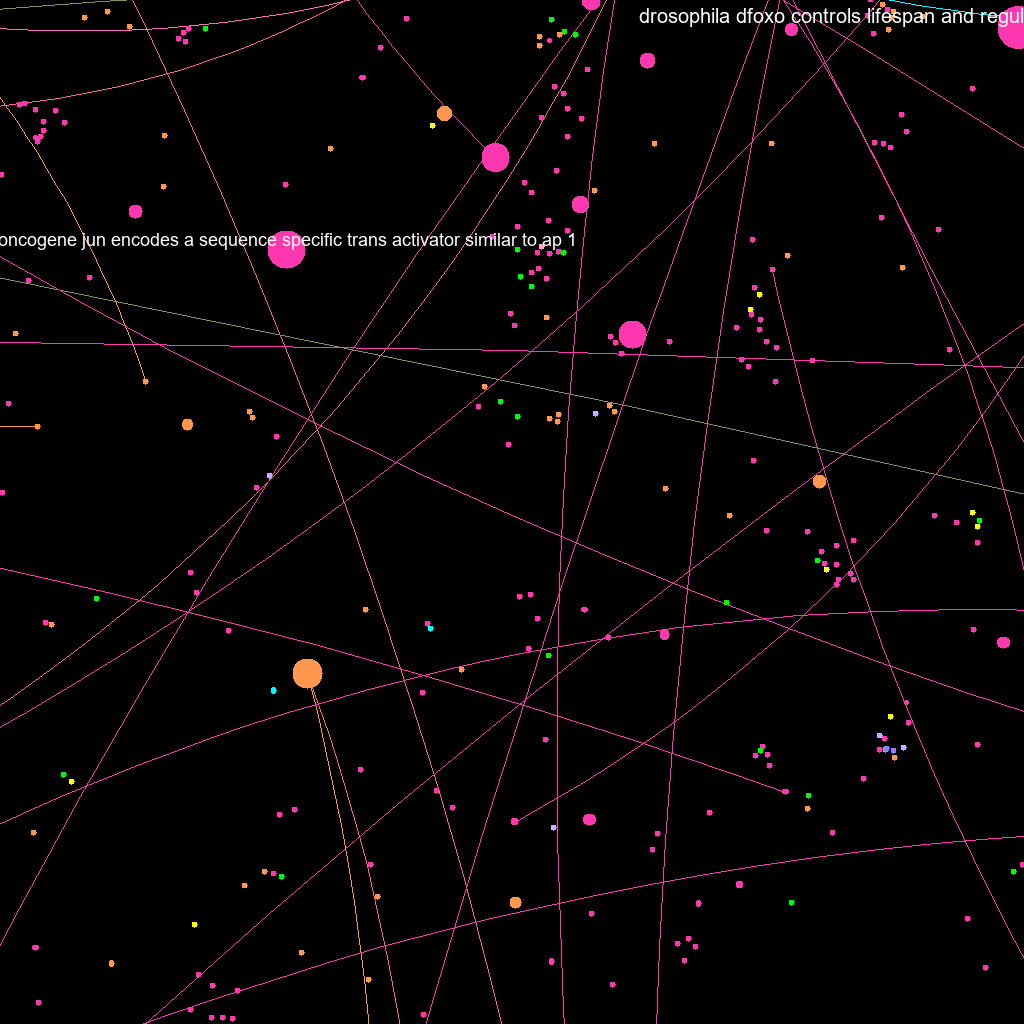 drosophila dfoxo controls lifespan and regul
oncogene jun encodes a sequence specific trans activator similar to ap 1